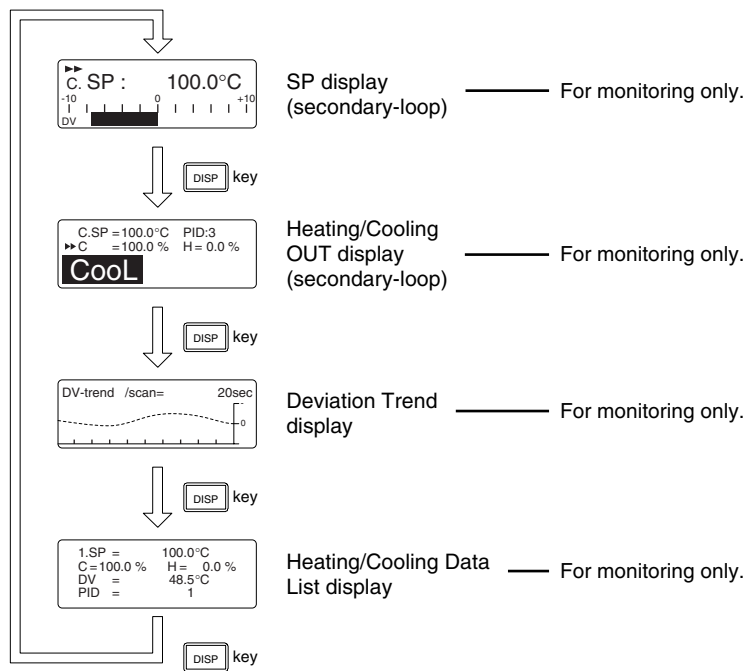 C. SP : 100.0°C
-10 0 +10
DV
SP display
(secondary-loop)
For monitoring only.
DISP key
C.SP =100.0°C PID:3
C =100.0 % H = 0.0 %
CooL
Heating/Cooling
OUT display
(secondary-loop)
For monitoring only.
DISP key
DV-trend /scan= 20sec
0
Deviation Trend
display
For monitoring only.
DISP key
1.SP = 100.0°C
C=100.0 % H = 0.0 %
DV = 48.5°C
PID = 1
Heating/Cooling Data
List display
For monitoring only.
DISP key